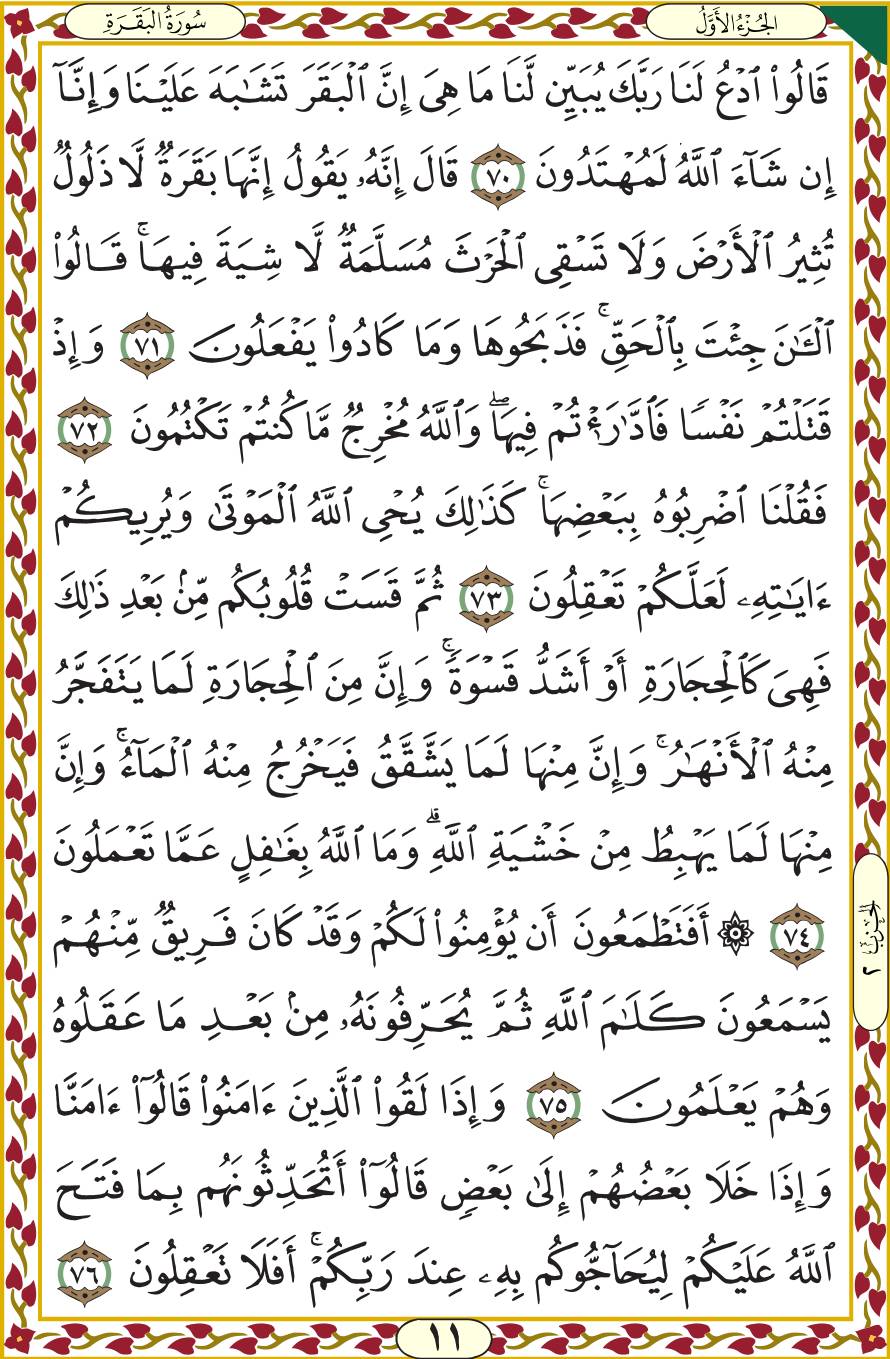 الجُزْءُ الأَوَّلُ
سُورَةُ البَقَرَةِ
قَالُوا۟ ٱدۡعُ لَنَا رَبَّكَ يُبَيِّن لَّنَا مَا هِىَ إِنَّ ٱلۡبَقَرَ تَشَـٰبَهَ عَلَيۡنَا وَإِنَّآ
إِن شَآءَ ٱللَّهُ لَمُهۡتَدُونَ ٧٠ قَالَ إِنَّهُۥ يَقُولُ إِنَّهَا بَقَرَةٌ لَّا ذَلُولٌ
تُثِيرُ ٱلۡأَرۡضَ وَلَا تَسۡقِى ٱلۡحَرۡثَ مُسَلَّمَةٌ لَّا شِيَةَ فِيهَاۚ قَالُوا۟
ٱلۡـَٔـٰنَ جِئۡتَ بِٱلۡحَقِّۚ فَذَبَحُوهَا وَمَا كَادُوا۟ يَفۡعَلُونَ ٧١ وَإِذۡ
قَتَلۡتُمۡ نَفۡسًا فَٱدَّٰرَٰٔتُمۡ فِيهَاۖ وَٱللَّهُ مُخۡرِجٌ مَّا كُنتُمۡ تَكۡتُمُونَ ٧٢
فَقُلۡنَا ٱضۡرِبُوهُ بِبَعۡضِهَاۚ كَذَٰلِكَ يُحۡىِ ٱللَّهُ ٱلۡمَوۡتَىٰ وَيُرِيكُمۡ
ءَايَـٰتِهِۦ لَعَلَّكُمۡ تَعۡقِلُونَ ٧٣ ثُمَّ قَسَتۡ قُلُوبُكُم مِّنۢ بَعۡدِ ذَٰلِكَ
فَهِىَ كَٱلۡحِجَارَةِ أَوۡ أَشَدُّ قَسۡوَةًۚ وَإِنَّ مِنَ ٱلۡحِجَارَةِ لَمَا يَتَفَجَّرُ
مِنۡهُ ٱلۡأَنۡهَـٰرُۚ وَإِنَّ مِنۡهَا لَمَا يَشَّقَّقُ فَيَخۡرُجُ مِنۡهُ ٱلۡمَآءُۚ وَإِنَّ
مِنۡهَا لَمَا يَهۡبِطُ مِنۡ خَشۡيَةِ ٱللَّهِۗ وَمَا ٱللَّهُ بِغَـٰفِلٍ عَمَّا تَعۡمَلُونَ
٧٤ ۞ أَفَتَطۡمَعُونَ أَن يُؤۡمِنُوا۟ لَكُمۡ وَقَدۡ كَانَ فَرِيقٌ مِّنۡهُمۡ
يَسۡمَعُونَ كَلَـٰمَ ٱللَّهِ ثُمَّ يُحَرِّفُونَهُۥ مِنۢ بَعۡدِ مَا عَقَلُوهُ
وَهُمۡ يَعۡلَمُونَ ٧٥ وَإِذَا لَقُوا۟ ٱلَّذِينَ ءَامَنُوا۟ قَالُوٓا۟ ءَامَنَّا
وَإِذَا خَلَا بَعۡضُهُمۡ إِلَىٰ بَعۡضٍ قَالُوٓا۟ أَتُحَدِّثُونَهُم بِمَا فَتَحَ
ٱللَّهُ عَلَيۡكُمۡ لِيُحَآجُّوكُم بِهِۦ عِندَ رَبِّكُمۡۚ أَفَلَا تَعۡقِلُونَ ٧٦
الحِزْبُ ٢
١١